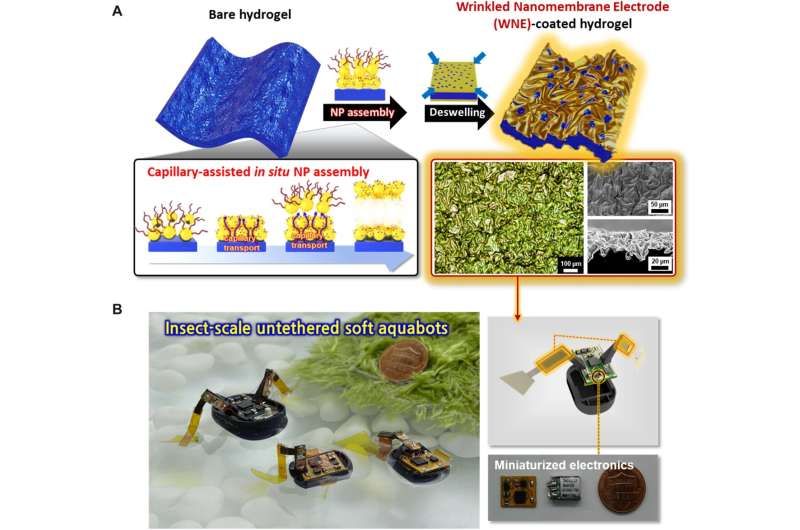 A
Bare hydrogel
Wrinkled Nanomembrane Electrode
(WNE)-coated hydrogel
NP assembly
Deswelling
Capillary-assisted in situ NP assembly
capillary
transport
capillary
transport
100 μm
50 μm
20 μm
B
Insect-scale untethered soft aquabots
Miniaturized electronics